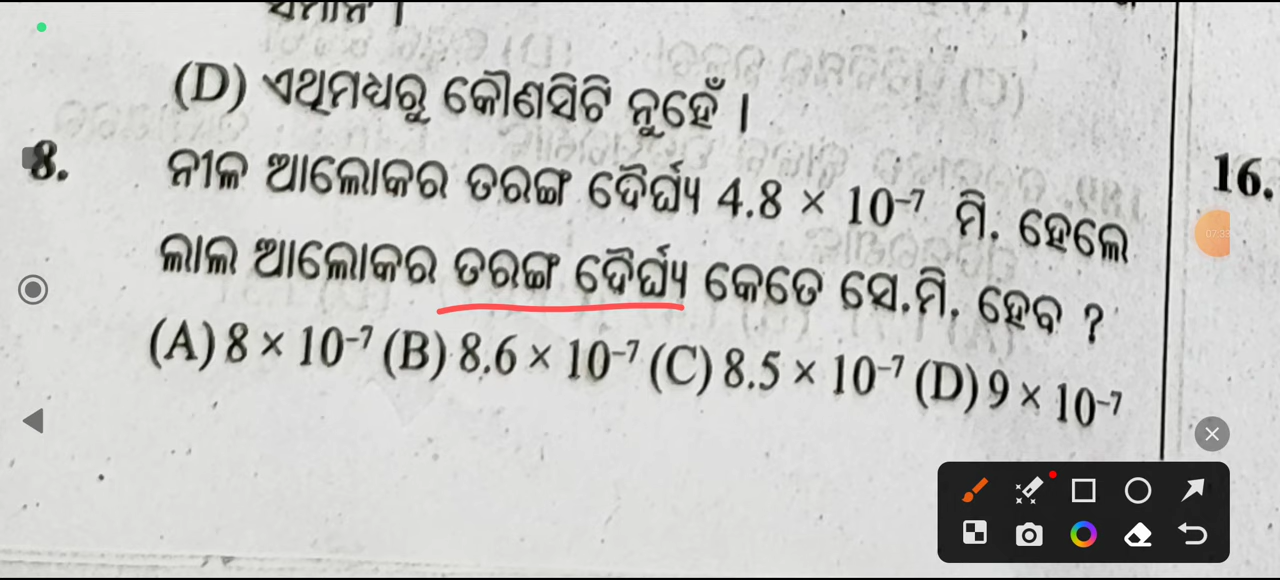 (D) ଏଥିମଧ୍ୟରୁ କୌଣସିଟି ନୁହେଁ ।
8. ନୀଳ ଆଲୋକର ତରଙ୍ଗ ଦୈର୍ଘ୍ୟ 4.8 × 10⁻⁷ ମି. ହେଲେ
16.
ଲାଲ ଆଲୋକର ତରଙ୍ଗ ଦୈର୍ଘ୍ୟ କେତେ ସେ.ମି. ହେବ ?
(A) 8 × 10⁻⁷ (B) 8.6 × 10⁻⁷ (C) 8.5 × 10⁻⁷ (D) 9 × 10⁻⁷